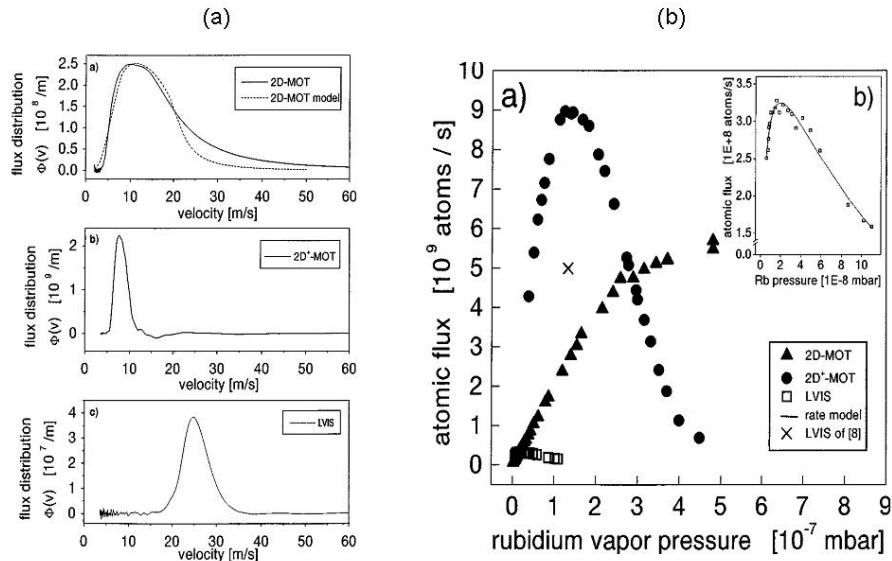 (a)
a)
2D-MOT
2D-MOT model
flux distribution
Φ(v) [10⁸/m]
2.5
2.0
1.5
1.0
0.5
0.0
0 10 20 30 40 50 60
velocity [m/s]
b)
2D⁺-MOT
flux distribution
Φ(v) [10⁹/m]
2
1
0
0 10 20 30 40 50 60
velocity [m/s]
c)
LVIS
flux distribution
Φ(v) [10⁷/m]
4
3
2
1
0
0 10 20 30 40 50 60
velocity [m/s]
(b)
a)
atomic flux [10⁹ atoms / s]
10
9
8
7
6
5
4
3
2
1
0
0 1 2 3 4 5 6 7 8 9
rubidium vapor pressure [10⁻⁷ mbar]
b)
atomic flux [1E+8 atoms/s]
3.5
3.0
2.5
2.0
1.5
0.0
0 2 4 6 8 10 12
Rb pressure [1E-8 mbar]
2D-MOT
2D⁺-MOT
LVIS
rate model
LVIS of [8]